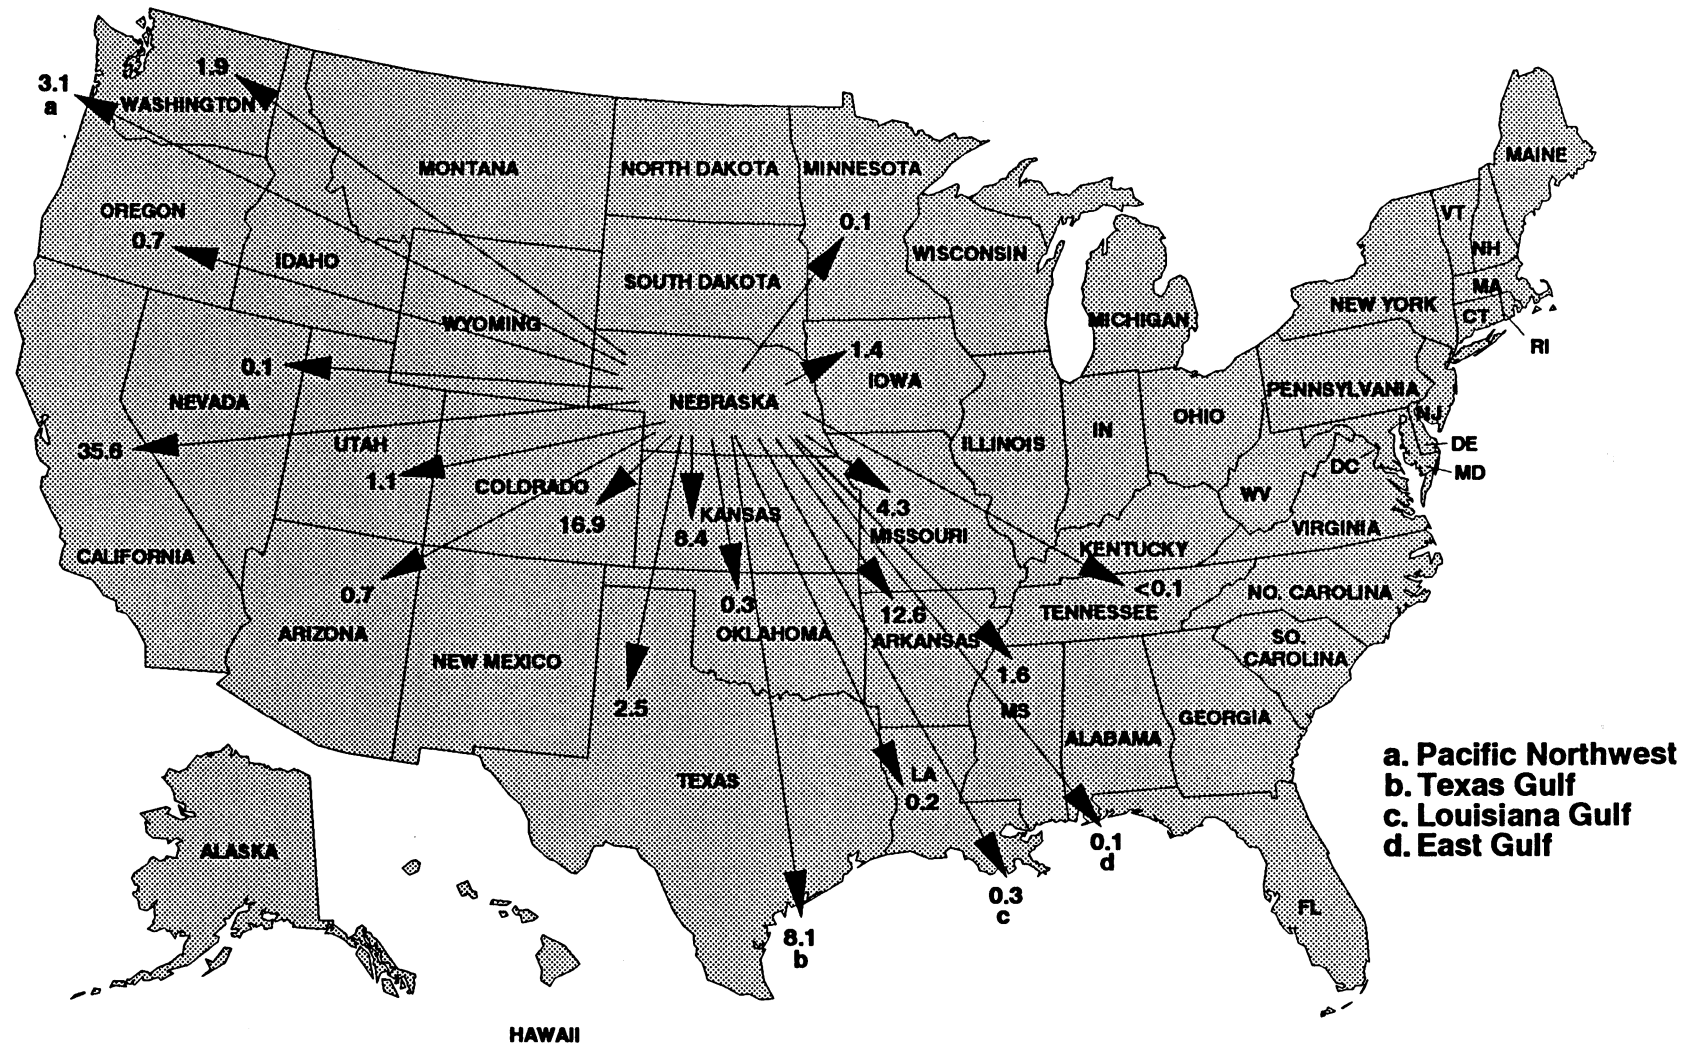 1.9
3.1
a
WASHINGTON
MONTANA
NORTH DAKOTA
MINNESOTA
MAINE
OREGON
0.7
IDAHO
0.1
WISCONSIN
VT
NH
SOUTH DAKOTA
MA
WYOMING
MICHIGAN
NEW YORK
CT
RI
0.1
1.4
IOWA
NEVADA
NEBRASKA
PENNSYLVANIA
OHIO
NJ
IN
ILLINOIS
35.6
UTAH
DE
DC
MD
1.1
COLORADO
16.9
KANSAS
8.4
4.3
MISSOURI
WV
VIRGINIA
CALIFORNIA
KENTUCKY
0.7
0.3
<0.1
NO. CAROLINA
12.6
TENNESSEE
ARIZONA
OKLAHOMA
ARKANSAS
SO.
CAROLINA
NEW MEXICO
1.6
2.5
MS
GEORGIA
ALABAMA
TEXAS
LA
0.2
a. Pacific Northwest
b. Texas Gulf
c. Louisiana Gulf
d. East Gulf
ALASKA
0.1
d
0.3
c
FL
8.1
b
HAWAII